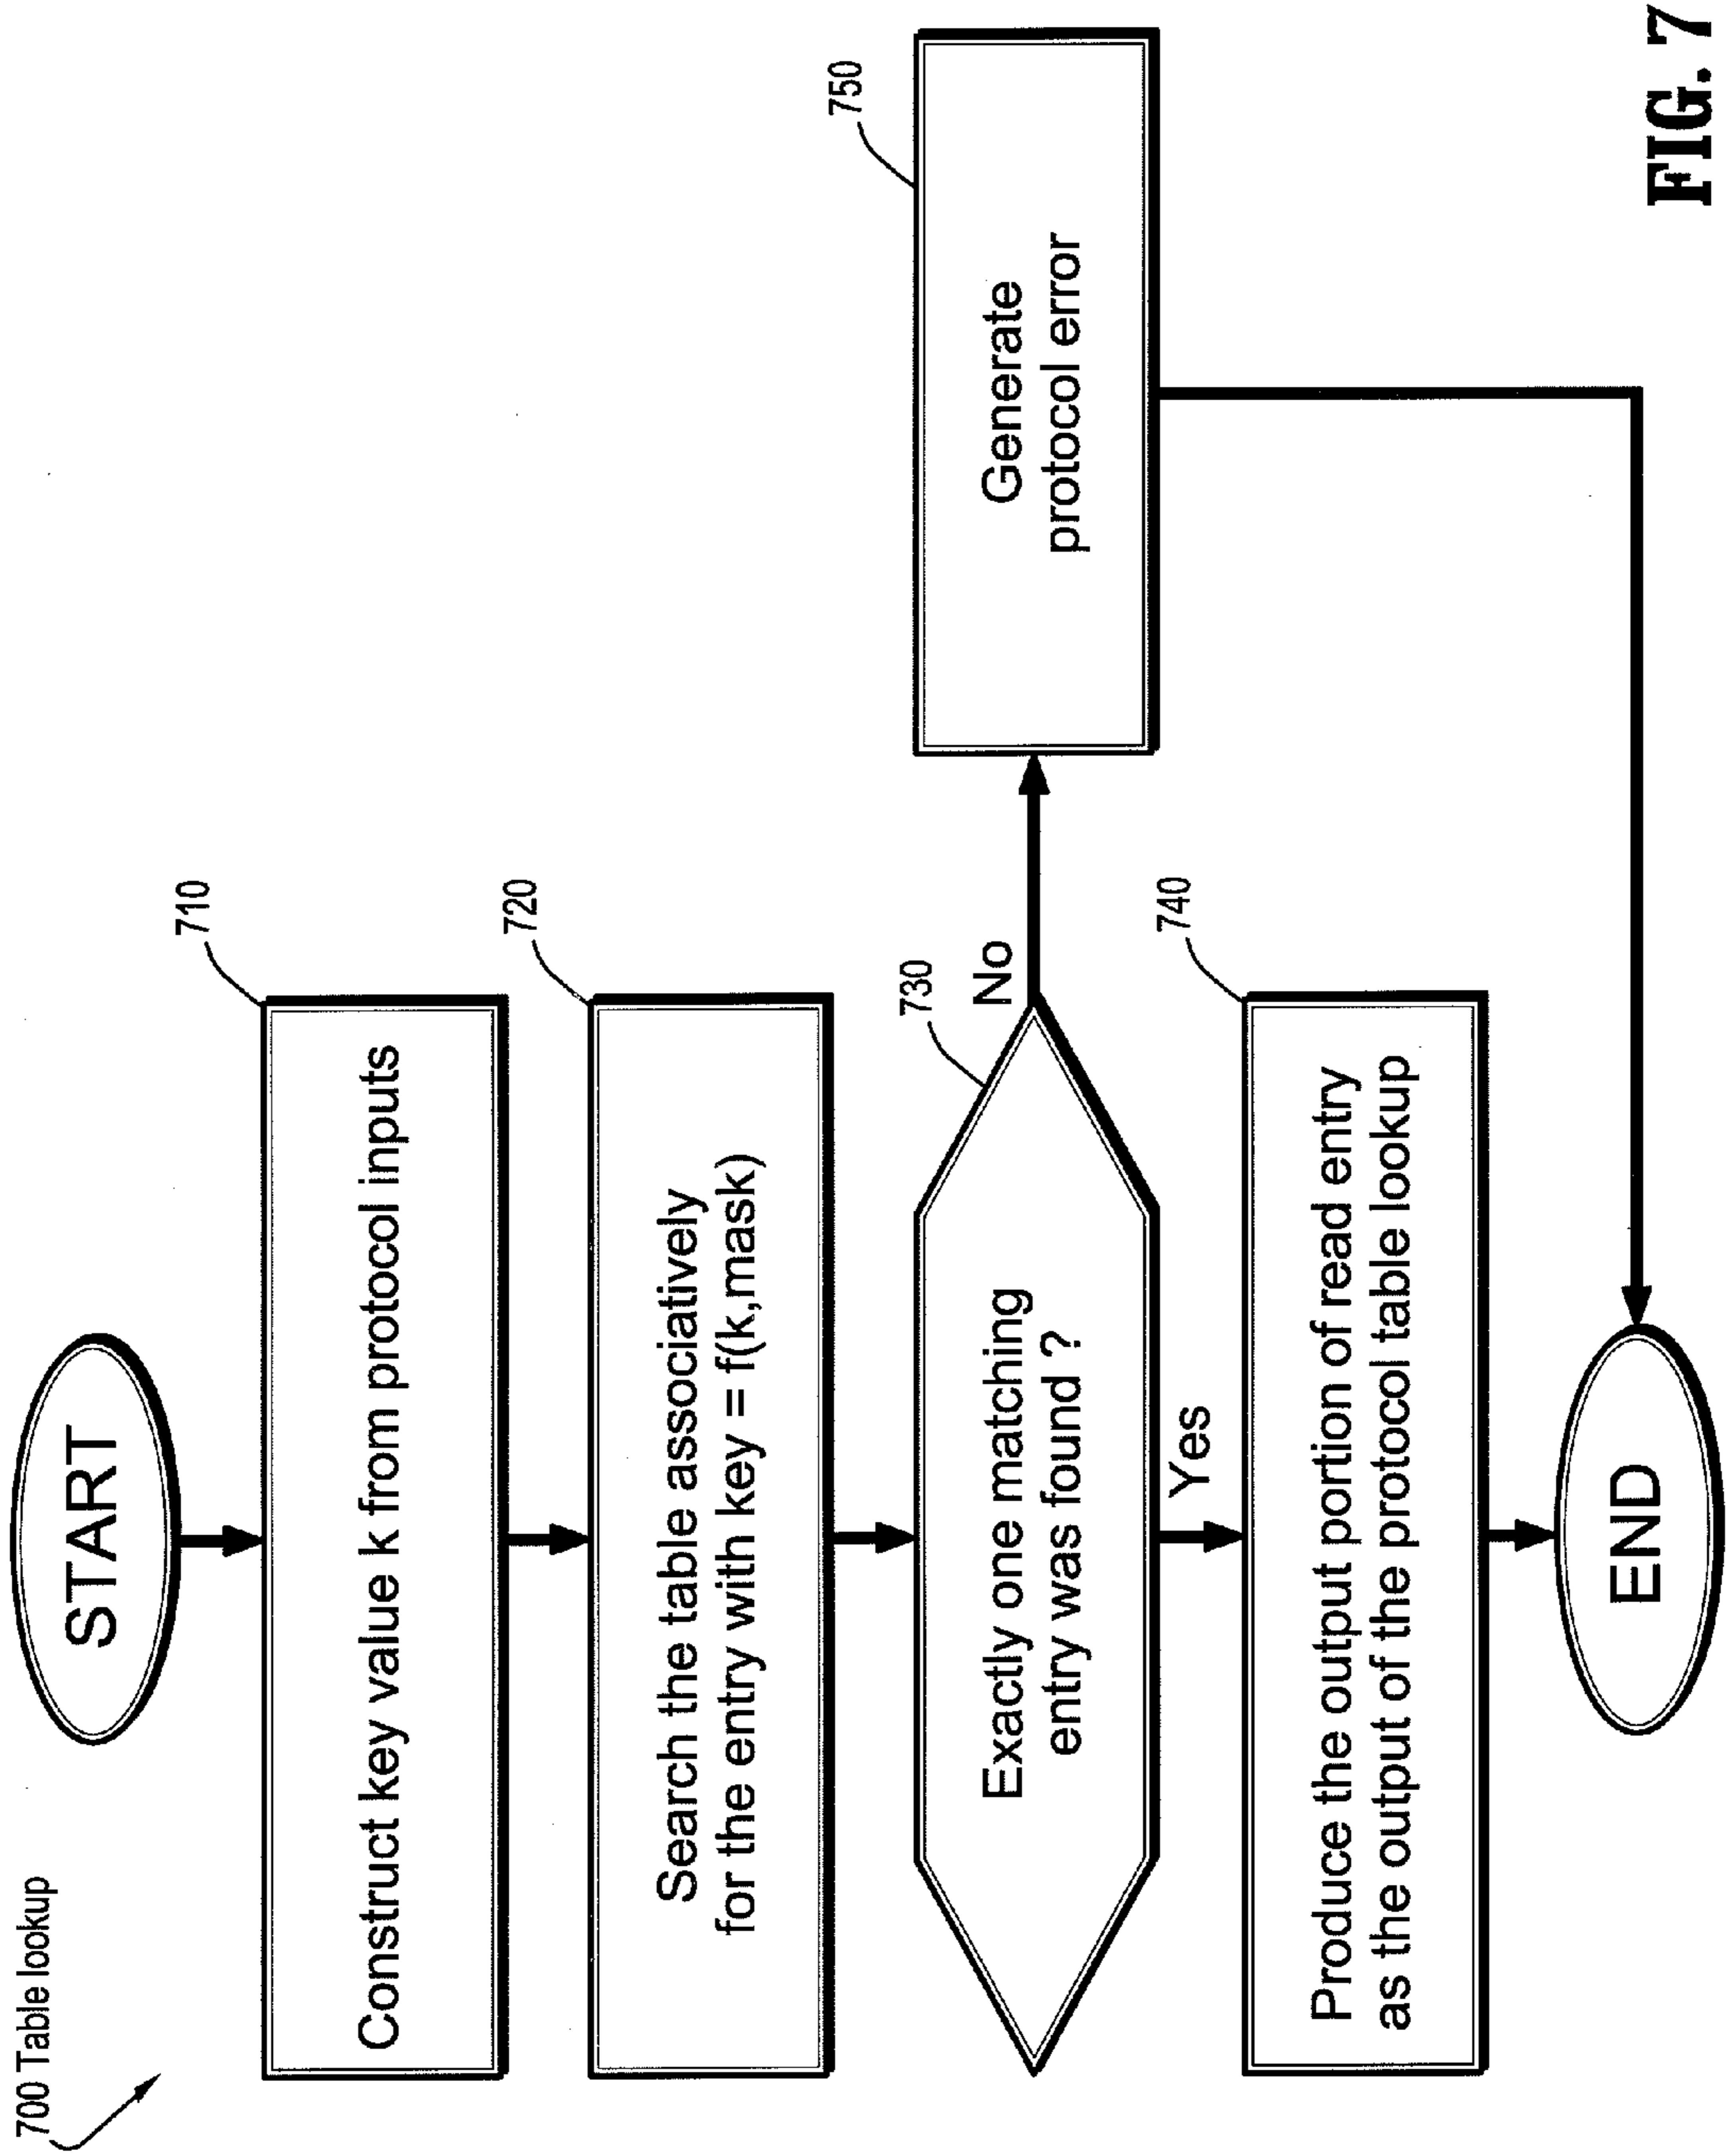 700 Table lookup
START
710
Construct key value k from protocol inputs
720
Search the table associatively
for the entry with key = f(k,mask)
730
Exactly one matching
entry was found ?
No
750
Generate
protocol error
Yes
740
Produce the output portion of read entry
as the output of the protocol table lookup
END
FIG. 7